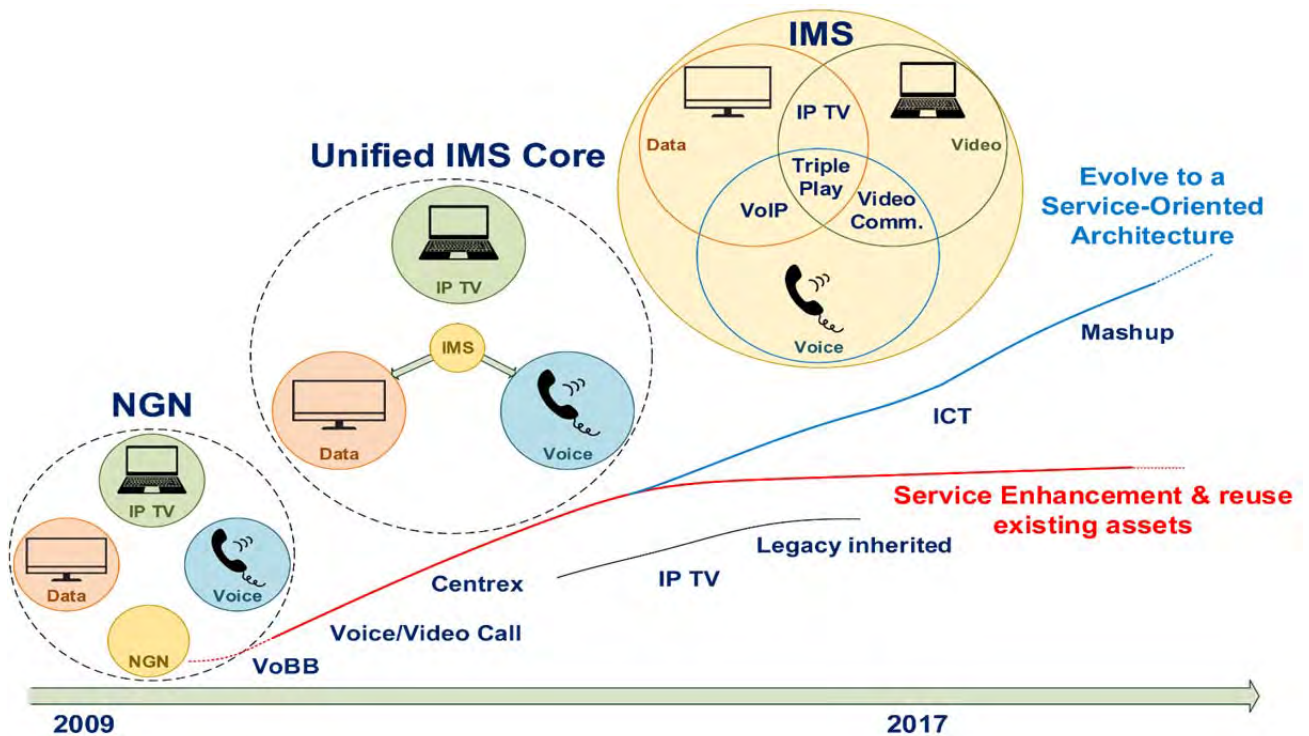 IMS
IP TV
Data
Video
Triple
Play
VoIP
Video
Comm.
Voice
Evolve to a
Service-Oriented
Architecture
Unified IMS Core
IP TV
IMS
Data
Voice
NGN
IP TV
Data
Voice
NGN
Mashup
ICT
Service Enhancement & reuse
existing assets
Legacy inherited
IP TV
Centrex
Voice/Video Call
VoBB
2009
2017